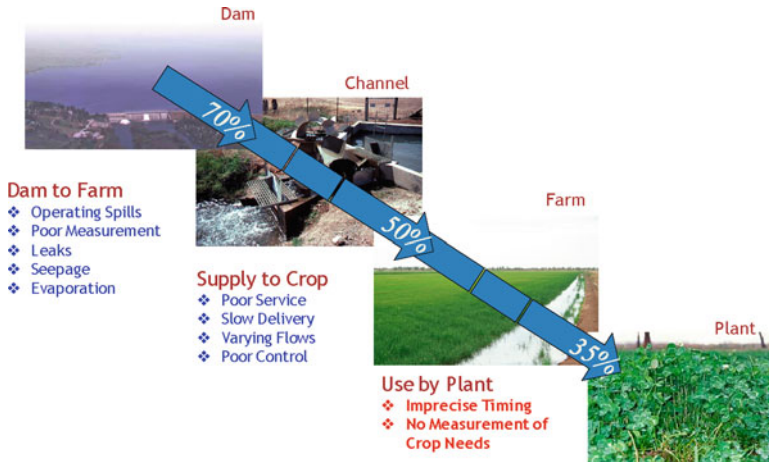 Dam
Channel
70%
Dam to Farm
❖ Operating Spills
❖ Poor Measurement
❖ Leaks
❖ Seepage
❖ Evaporation
Farm
50%
Supply to Crop
❖ Poor Service
❖ Slow Delivery
❖ Varying Flows
❖ Poor Control
Plant
35%
Use by Plant
❖ Imprecise Timing
❖ No Measurement of
Crop Needs